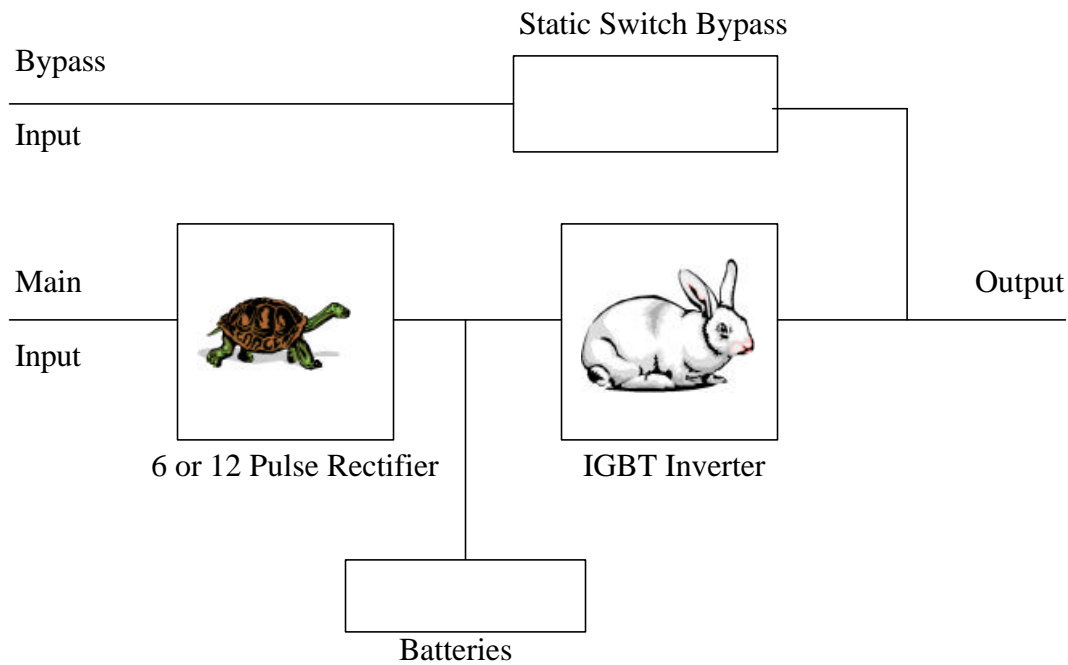 Static Switch Bypass
Bypass
Input
Main
Output
Input
6 or 12 Pulse Rectifier
IGBT Inverter
Batteries